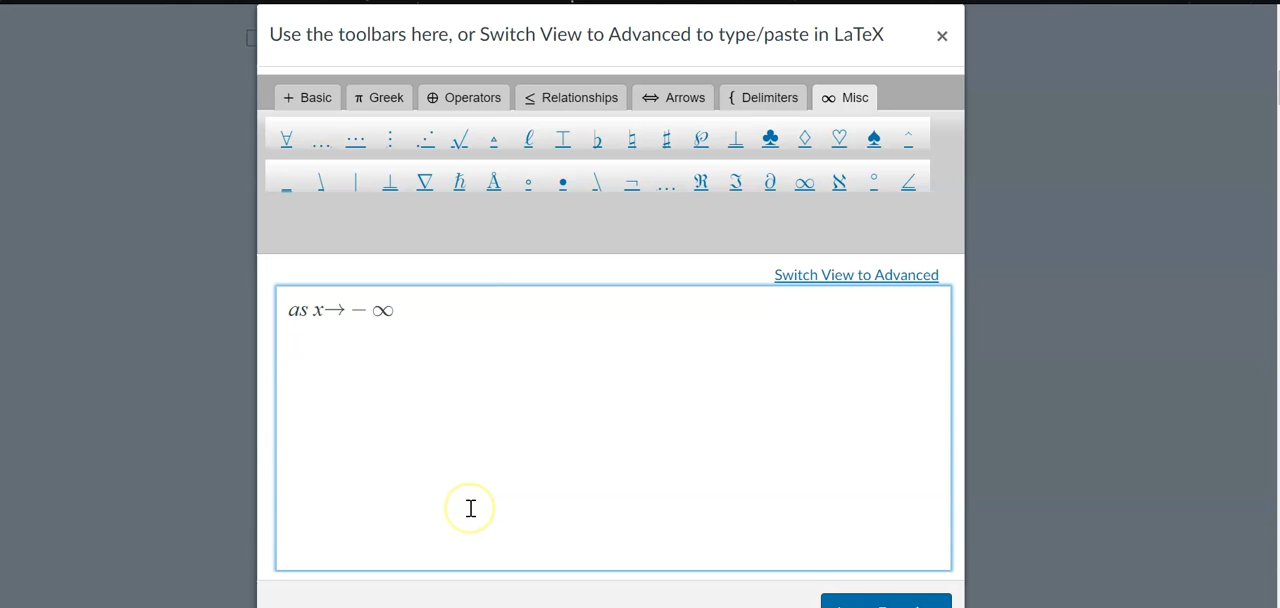 Use the toolbars here, or Switch View to Advanced to type/paste in LaTeX ×
+ Basic π Greek ⊕ Operators ≤ Relationships ⇔ Arrows { Delimiters ∞ Misc
∀ … ⋯ ⋮ ⋰ √ ▵ ℓ ⊤ ♭ ♮ ♯ ℘ ⊥ ♣ ♢ ♡ ♠ ^
_ \ | ⊥ ∇ ℏ Å ∘ • \ ¬ … ℜ ℑ ∂ ∞ ℵ ° ∠
Switch View to Advanced
as x→ − ∞